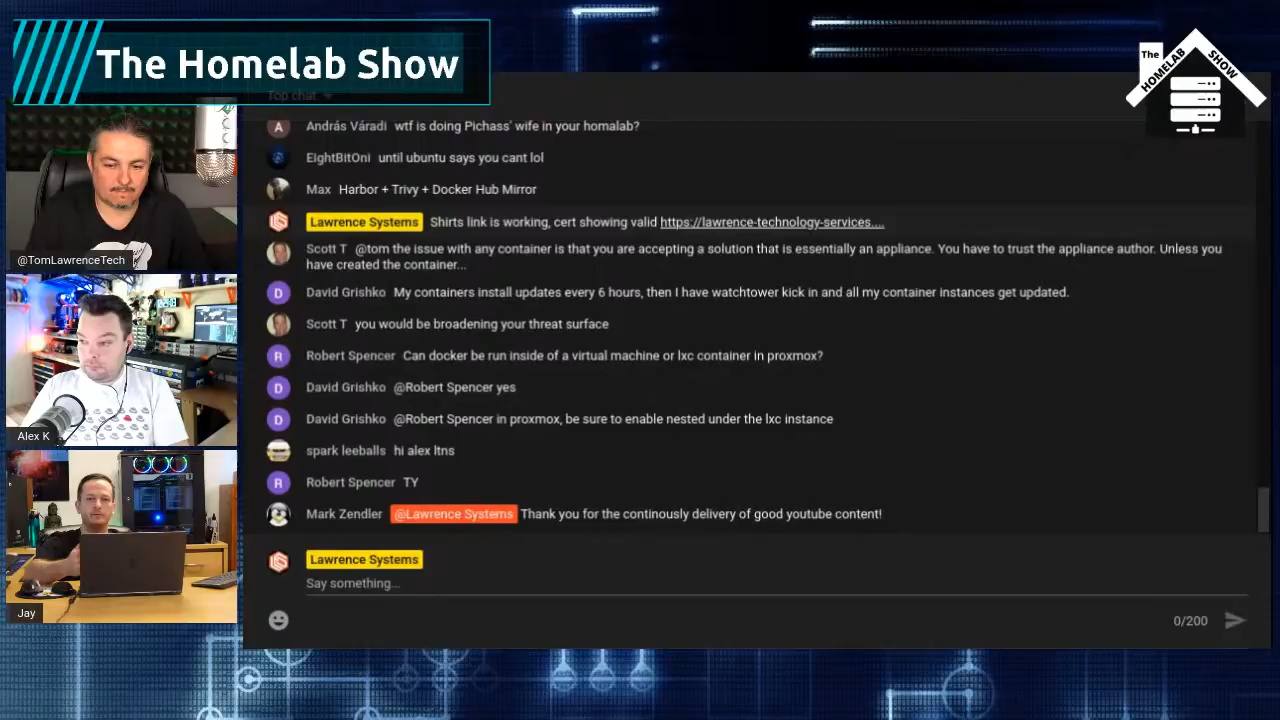 The Homelab Show
The
HOMELAB
SHOW
Top chat
András Váradi wtf is doing Pichass' wife in your homalab?
EightBitOni until ubuntu says you cant lol
Max Harbor + Trivy + Docker Hub Mirror
Lawrence Systems Shirts link is working, cert showing valid https://lawrence-technology-services....
Scott T @tom the issue with any container is that you are accepting a solution that is essentially an appliance. You have to trust the appliance author. Unless you
have created the container...
David Grishko My containers install updates every 6 hours, then I have watchtower kick in and all my container instances get updated.
Scott T you would be broadening your threat surface
Robert Spencer Can docker be run inside of a virtual machine or lxc container in proxmox?
David Grishko @Robert Spencer yes
David Grishko @Robert Spencer in proxmox, be sure to enable nested under the lxc instance
spark leeballs hi alex ltns
Robert Spencer TY
Mark Zendler @Lawrence Systems Thank you for the continously delivery of good youtube content!
Lawrence Systems
Say something...
0/200
@TomLawrenceTech
Alex K
Jay